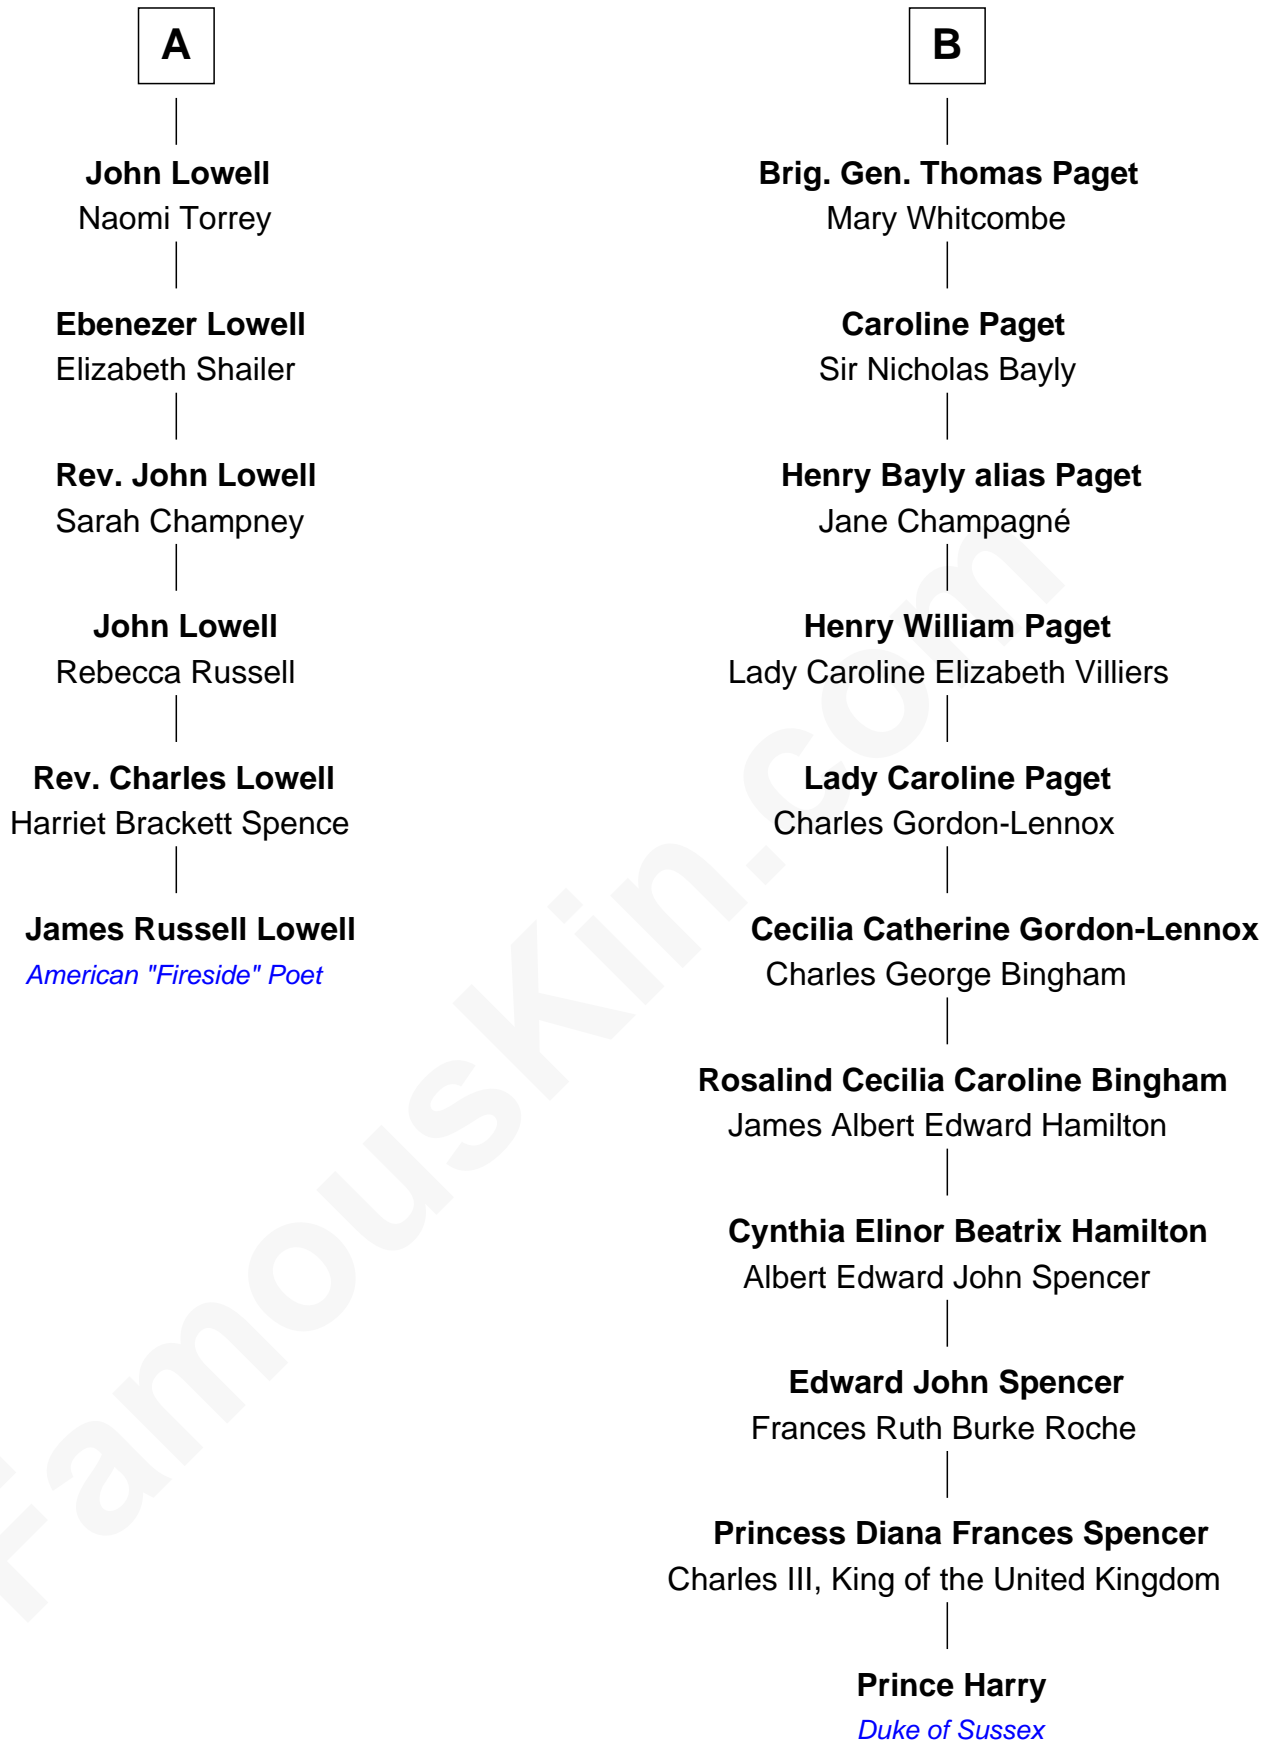 A
John Lowell
Naomi Torrey
Ebenezer Lowell
Elizabeth Shailer
Rev. John Lowell
Sarah Champney
John Lowell
Rebecca Russell
Rev. Charles Lowell
Harriet Brackett Spence
James Russell Lowell
American "Fireside" Poet
B
Brig. Gen. Thomas Paget
Mary Whitcombe
Caroline Paget
Sir Nicholas Bayly
Henry Bayly alias Paget
Jane Champagné
Henry William Paget
Lady Caroline Elizabeth Villiers
Lady Caroline Paget
Charles Gordon-Lennox
Cecilia Catherine Gordon-Lennox
Charles George Bingham
Rosalind Cecilia Caroline Bingham
James Albert Edward Hamilton
Cynthia Elinor Beatrix Hamilton
Albert Edward John Spencer
Edward John Spencer
Frances Ruth Burke Roche
Princess Diana Frances Spencer
Charles III, King of the United Kingdom
Prince Harry
Duke of Sussex
FamousKin.com